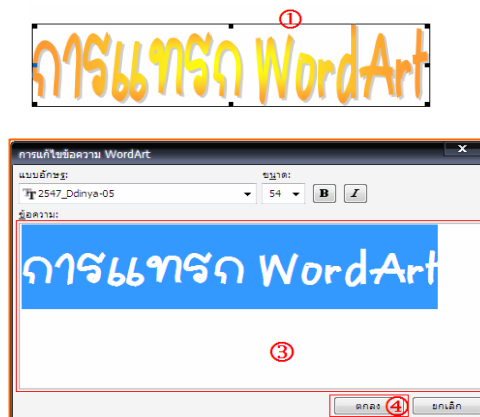 ①
การแทรก WordArt
การแก้ไขข้อความ WordArt
x
แบบอักษร: ขนาด:
2547_Ddinya-05 54 B I
ข้อความ:
การแทรก WordArt
③
ตกลง ④ ยกเลิก